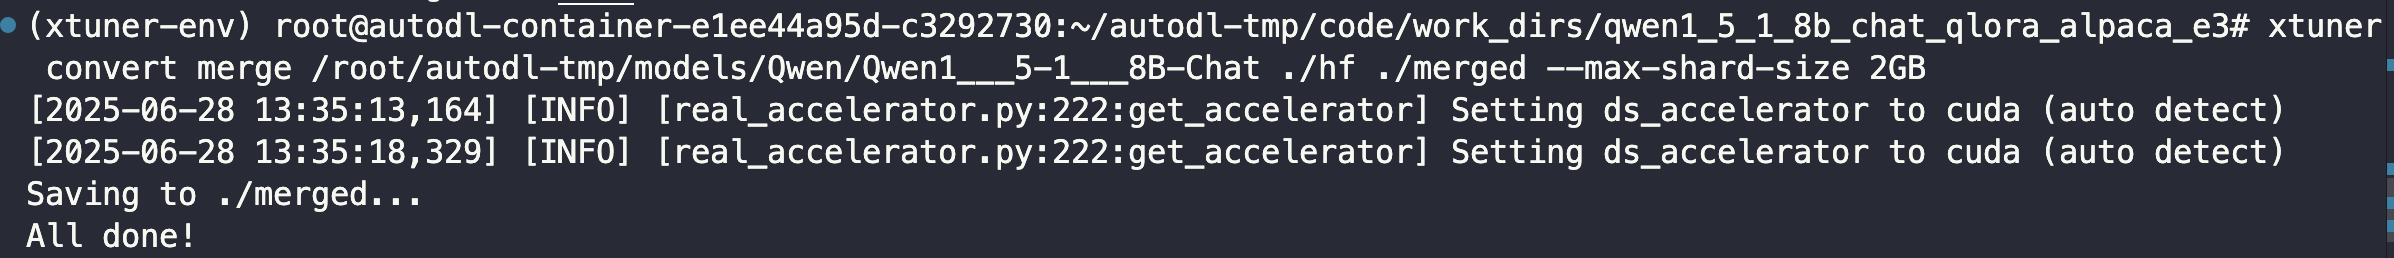 (xtuner-env) root@autodl-container-e1ee44a95d-c3292730:~/autodl-tmp/code/work_dirs/qwen1_5_1_8b_chat_qlora_alpaca_e3# xtuner
convert merge /root/autodl-tmp/models/Qwen/Qwen1___5-1___8B-Chat ./hf ./merged --max-shard-size 2GB
[2025-06-28 13:35:13,164] [INFO] [real_accelerator.py:222:get_accelerator] Setting ds_accelerator to cuda (auto detect)
[2025-06-28 13:35:18,329] [INFO] [real_accelerator.py:222:get_accelerator] Setting ds_accelerator to cuda (auto detect)
Saving to ./merged...
All done!